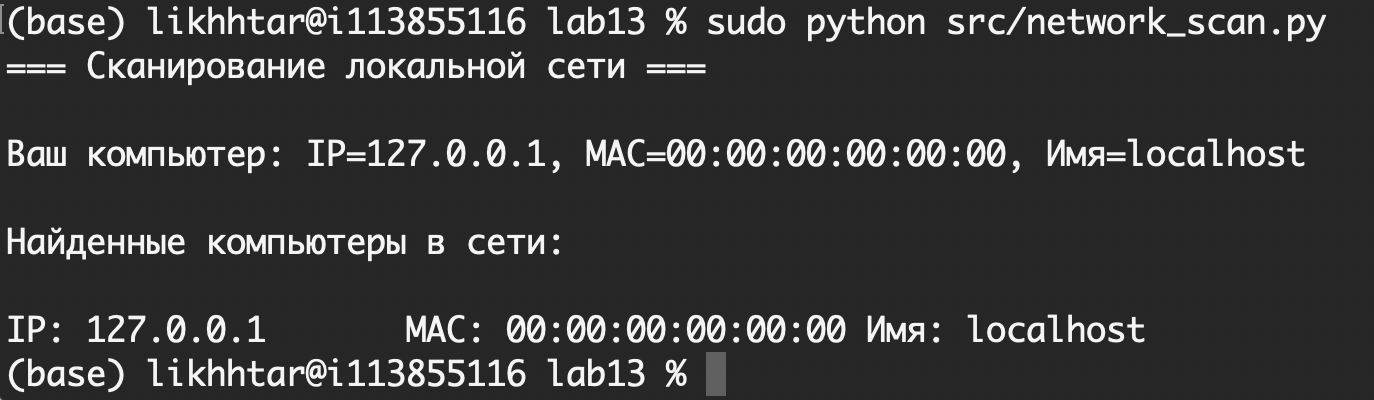 (base) likhhtar@i113855116 lab13 % sudo python src/network_scan.py
=== Сканирование локальной сети ===
Ваш компьютер: IP=127.0.0.1, MAC=00:00:00:00:00:00, Имя=localhost
Найденные компьютеры в сети:
IP: 127.0.0.1       MAC: 00:00:00:00:00:00 Имя: localhost
(base) likhhtar@i113855116 lab13 %